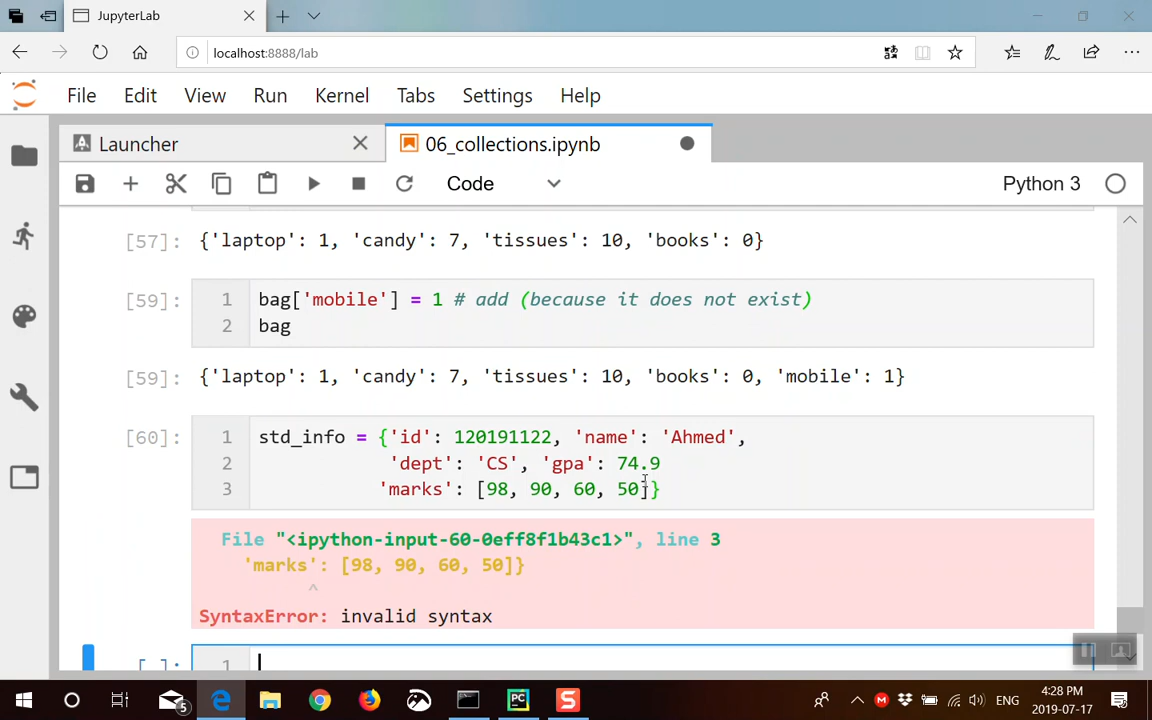 JupyterLab
localhost:8888/lab
File Edit View Run Kernel Tabs Settings Help
Launcher 06_collections.ipynb
Code Python 3
[57]: {'laptop': 1, 'candy': 7, 'tissues': 10, 'books': 0}
[59]: 1 bag['mobile'] = 1 # add (because it does not exist)
2 bag
[59]: {'laptop': 1, 'candy': 7, 'tissues': 10, 'books': 0, 'mobile': 1}
[60]: 1 std_info = {'id': 120191122, 'name': 'Ahmed',
2 'dept': 'CS', 'gpa': 74.9
3 'marks': [98, 90, 60, 50]}
File "<ipython-input-60-0eff8f1b43c1>", line 3
'marks': [98, 90, 60, 50]}
^
SyntaxError: invalid syntax
[ ]: 1
5 PC S M ENG 4:28 PM
2019-07-17